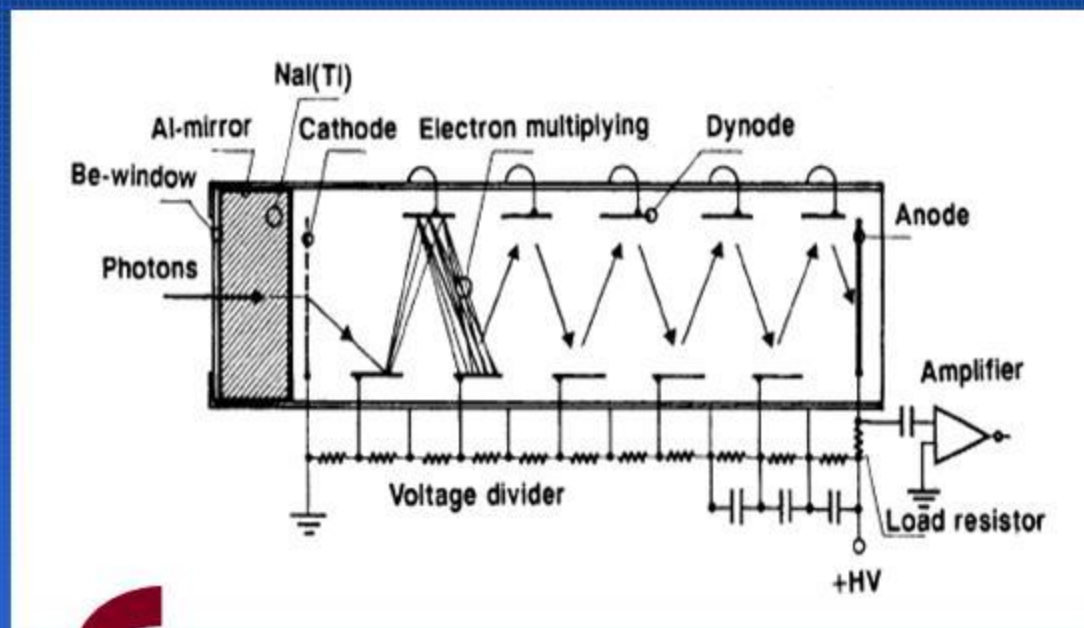 NaI(Tl)
Al-mirror
Cathode
Electron multiplying
Dynode
Be-window
Anode
Photons
Amplifier
Voltage divider
Load resistor
+HV